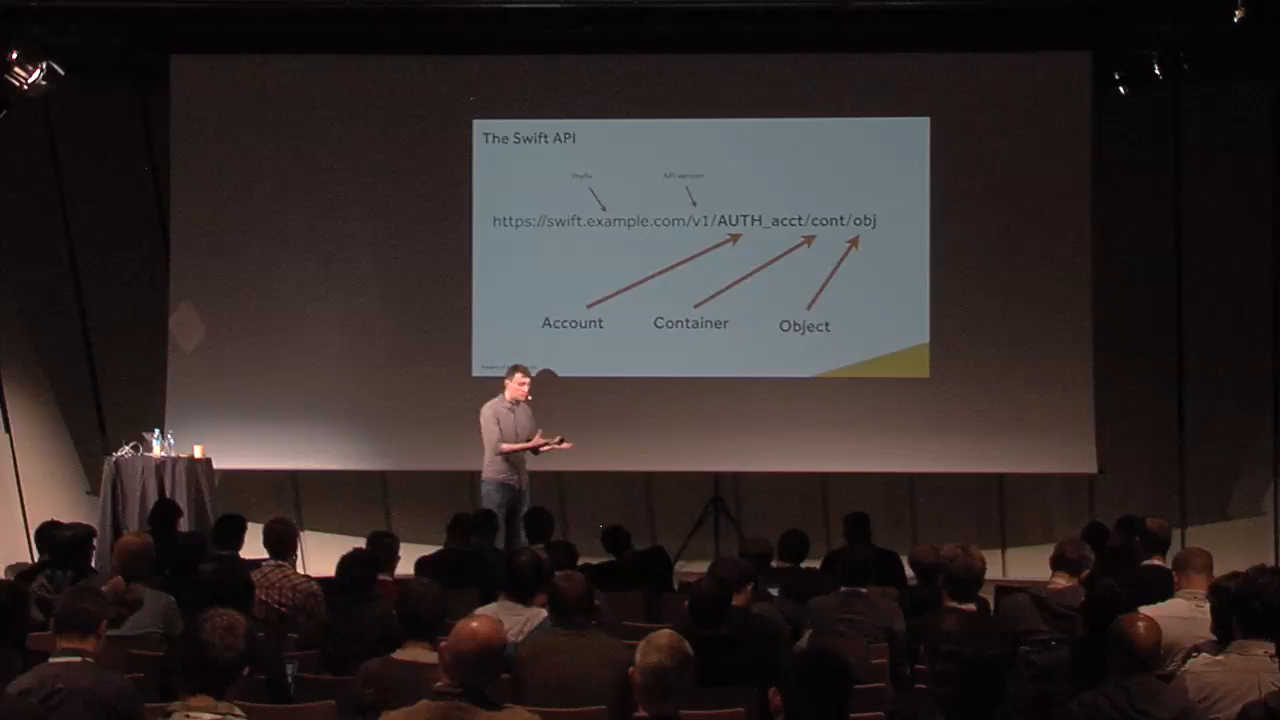 The Swift API
Prefix API version
https://swift.example.com/v1/AUTH_acct/cont/obj
Account Container Object